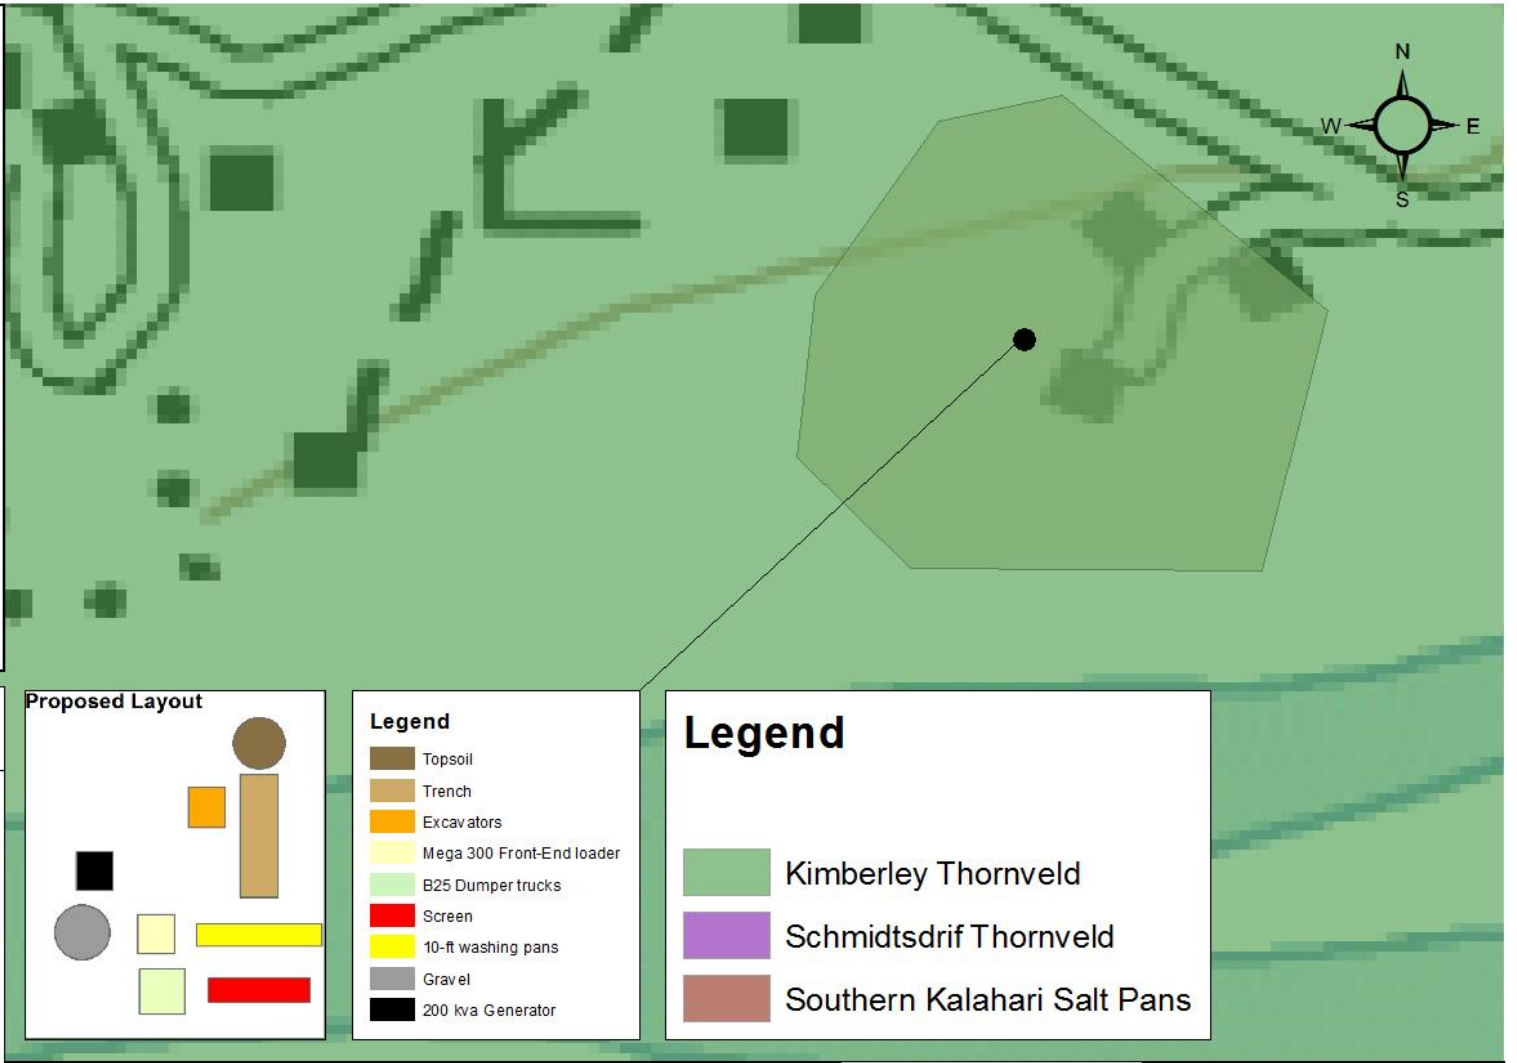 N
W E
S
Proposed Layout
Legend
Topsoil
Trench
Excavators
Mega 300 Front-End loader
B25 Dumper trucks
Screen
10-ft washing pans
Gravel
200 kva Generator
Legend
Kimberley Thornveld
Schmidtsdrif Thornveld
Southern Kalahari Salt Pans